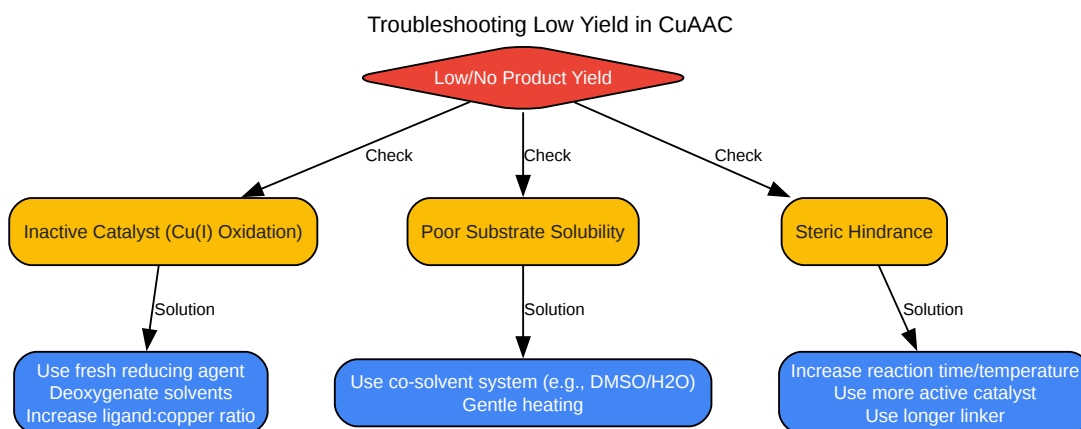 Troubleshooting Low Yield in CuAAC
Low/No Product Yield
Check
Check
Check
Inactive Catalyst (Cu(I) Oxidation)
Poor Substrate Solubility
Steric Hindrance
Solution
Solution
Solution
Use fresh reducing agent
Deoxygenate solvents
Increase ligand:copper ratio
Use co-solvent system (e.g., DMSO/H2O)
Gentle heating
Increase reaction time/temperature
Use more active catalyst
Use longer linker